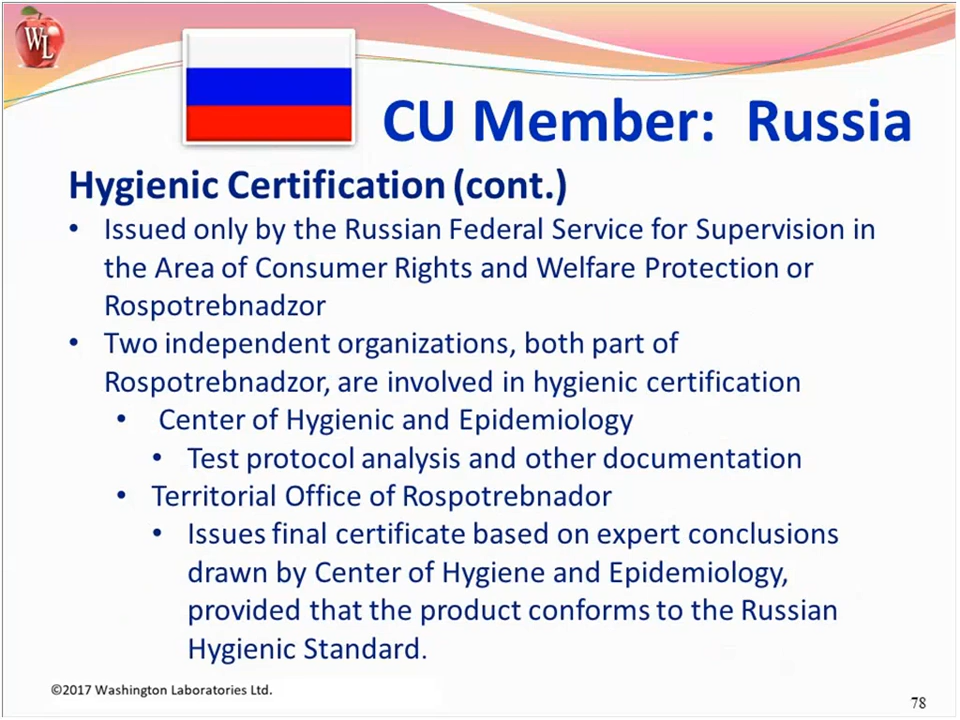 WL
CU Member: Russia
Hygienic Certification (cont.)
• Issued only by the Russian Federal Service for Supervision in
the Area of Consumer Rights and Welfare Protection or
Rospotrebnadzor
• Two independent organizations, both part of
Rospotrebnadzor, are involved in hygienic certification
• Center of Hygienic and Epidemiology
• Test protocol analysis and other documentation
• Territorial Office of Rospotrebnador
• Issues final certificate based on expert conclusions
drawn by Center of Hygiene and Epidemiology,
provided that the product conforms to the Russian
Hygienic Standard.
©2017 Washington Laboratories Ltd.
78